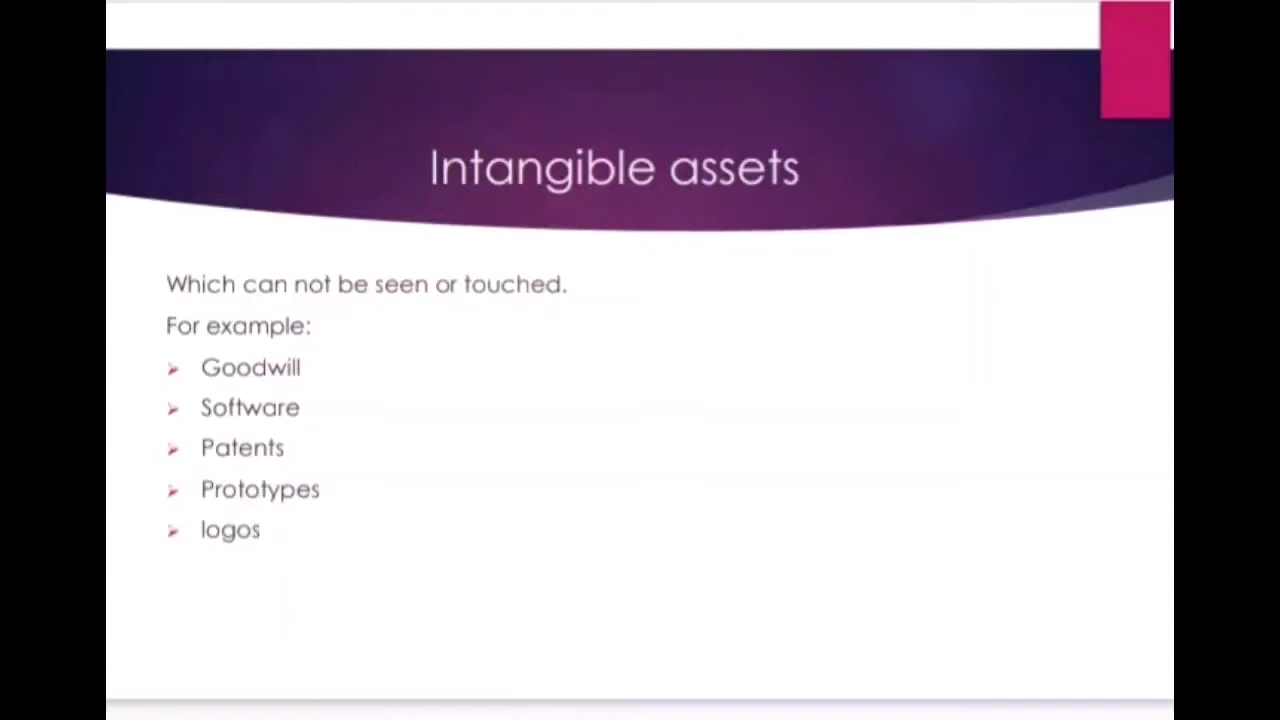 Intangible assets
Which can not be seen or touched.
For example:
Goodwill
Software
Patents
Prototypes
logos